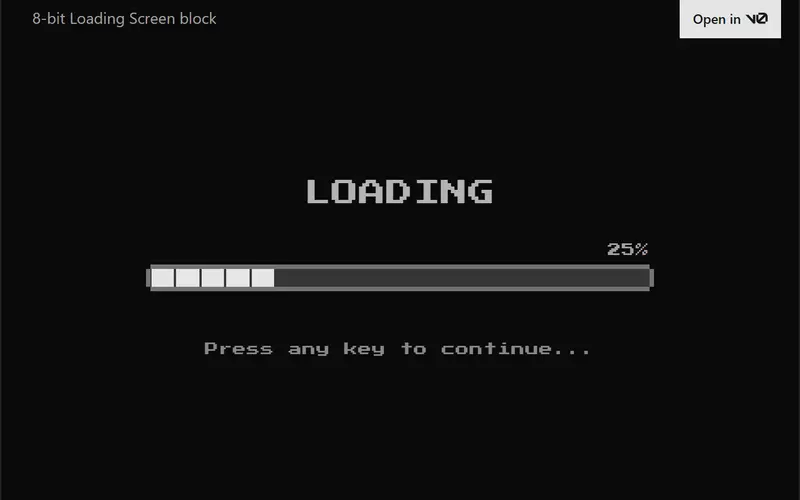 8-bit Loading Screen block
Open in v0
LOADING
25%
Press any key to continue...